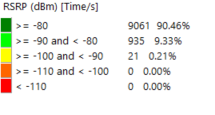 RSRP (dBm) [Time/s]
>= -80 9061 90.46%
>= -90 and < -80 935 9.33%
>= -100 and < -90 21 0.21%
>= -110 and < -100 0 0.00%
< -110 0 0.00%